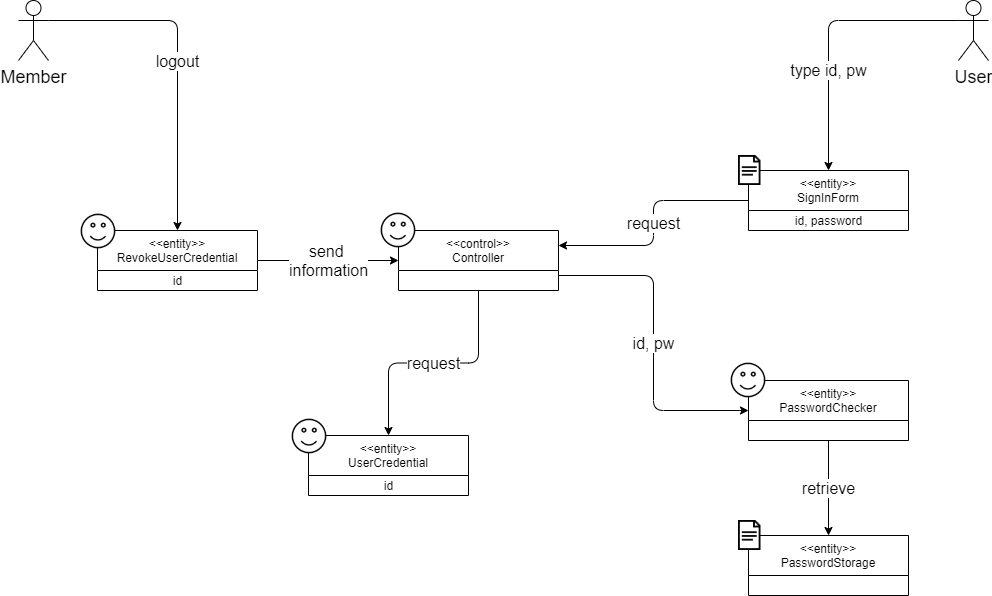 Member
User
logout
type id, pw
<<entity>>
SignInForm
id, password
request
<<entity>>
RevokeUserCredential
id
send
information
<<control>>
Controller
id, pw
request
<<entity>>
PasswordChecker
<<entity>>
UserCredential
id
retrieve
<<entity>>
PasswordStorage